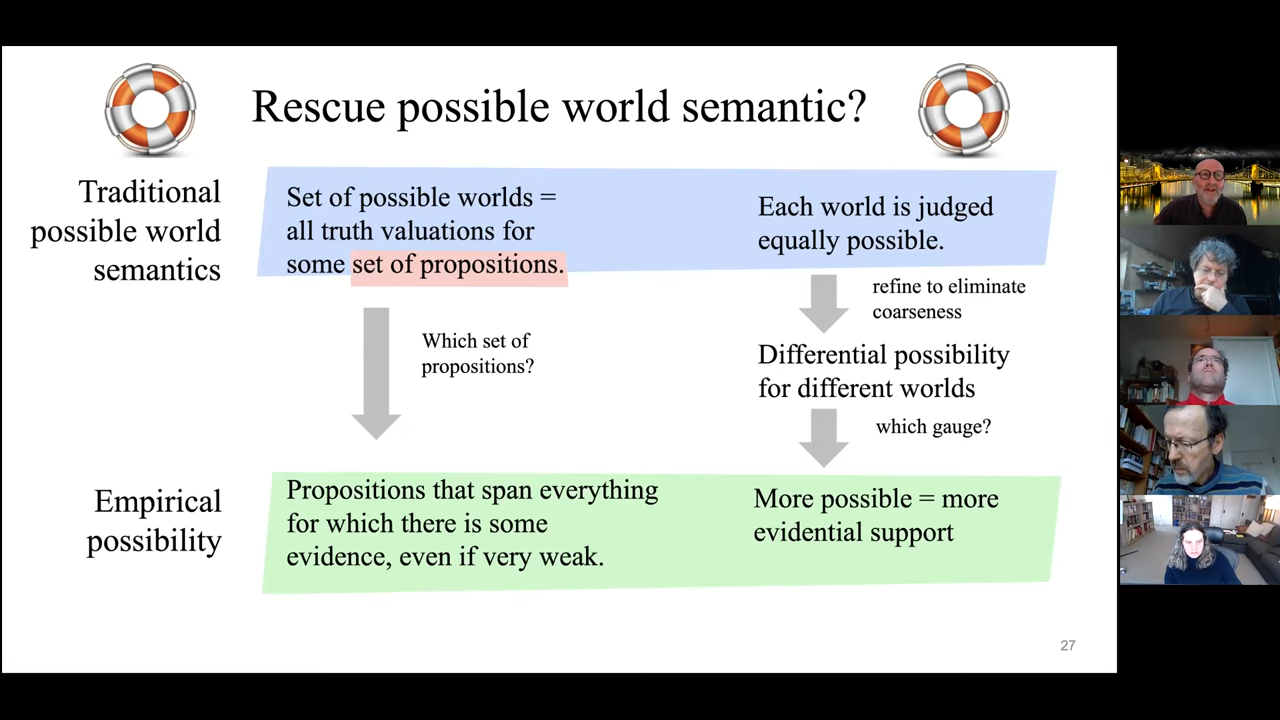 Rescue possible world semantic?
Traditional
possible world
semantics
Set of possible worlds =
all truth valuations for
some set of propositions.
Each world is judged
equally possible.
refine to eliminate
coarseness
Which set of
propositions?
Differential possibility
for different worlds
which gauge?
Empirical
possibility
Propositions that span everything
for which there is some
evidence, even if very weak.
More possible = more
evidential support
27